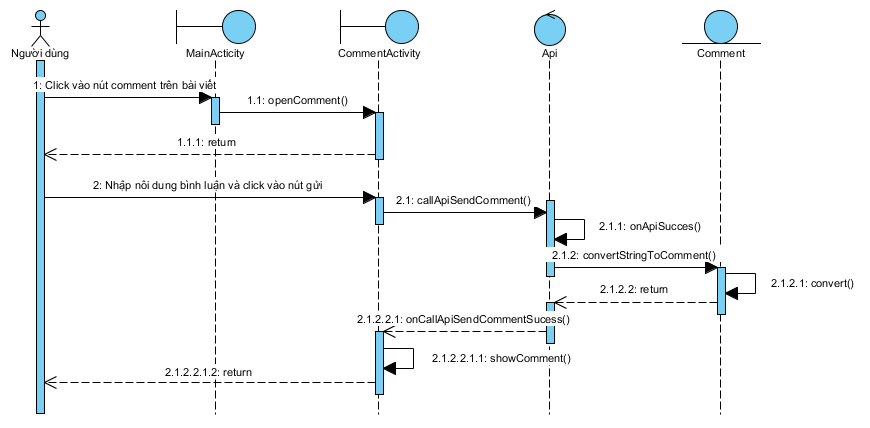 Người dùng
MainActicity
CommentActivity
Api
Comment
1: Click vào nút comment trên bài viết
1.1: openComment()
1.1.1: return
2: Nhập nôi dung bình luận và click vào nút gửi
2.1: callApiSendComment()
2.1.1: onApiSucces()
2.1.2: convertStringToComment()
2.1.2.1: convert()
2.1.2.2: return
2.1.2.2.1: onCallApiSendCommentSucess()
2.1.2.2.1.1: showComment()
2.1.2.2.1.2: return